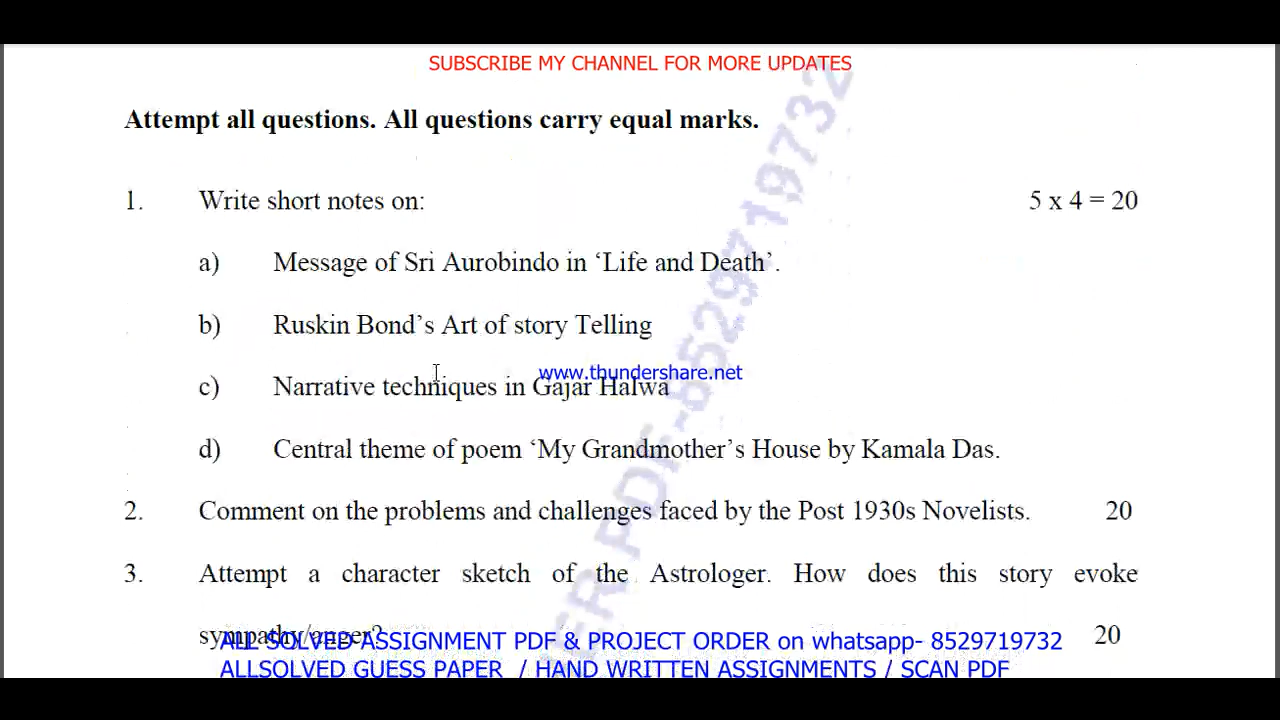 SUBSCRIBE MY CHANNEL FOR MORE UPDATES
Attempt all questions. All questions carry equal marks.
1. Write short notes on: 5 x 4 = 20
a) Message of Sri Aurobindo in ‘Life and Death’.
b) Ruskin Bond’s Art of story Telling
www.thundershare.net
c) Narrative techniques in Gajar Halwa
d) Central theme of poem ‘My Grandmother’s House by Kamala Das.
2. Comment on the problems and challenges faced by the Post 1930s Novelists. 20
3. Attempt a character sketch of the Astrologer. How does this story evoke
sympathy/anger? 20
ALL SOLVED ASSIGNMENT PDF & PROJECT ORDER on whatsapp- 8529719732
ALLSOLVED GUESS PAPER / HAND WRITTEN ASSIGNMENTS / SCAN PDF
ER PDF-8529719732